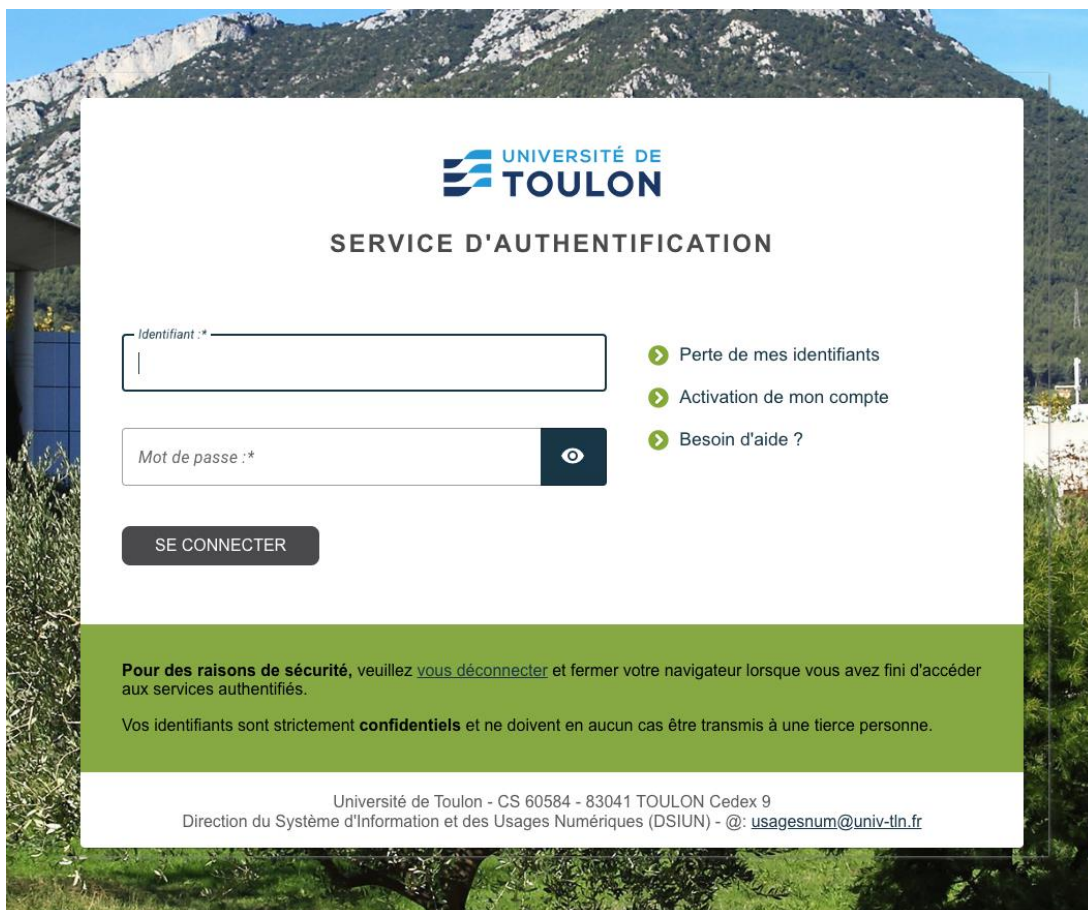 UNIVERSITÉ DE
TOULON
SERVICE D'AUTHENTIFICATION
Identifiant :*
Mot de passe :*
SE CONNECTER
Perte de mes identifiants
Activation de mon compte
Besoin d'aide ?
Pour des raisons de sécurité, veuillez vous déconnecter et fermer votre navigateur lorsque vous avez fini d'accéder
aux services authentifiés.
Vos identifiants sont strictement confidentiels et ne doivent en aucun cas être transmis à une tierce personne.
Université de Toulon - CS 60584 - 83041 TOULON Cedex 9
Direction du Système d'Information et des Usages Numériques (DSIUN) - @: usagesnum@univ-tln.fr